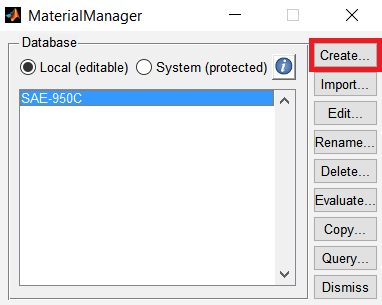 MaterialManager
Database
Local (editable) System (protected)
SAE-950C
Create...
Import...
Edit...
Rename...
Delete...
Evaluate...
Copy...
Query...
Dismiss